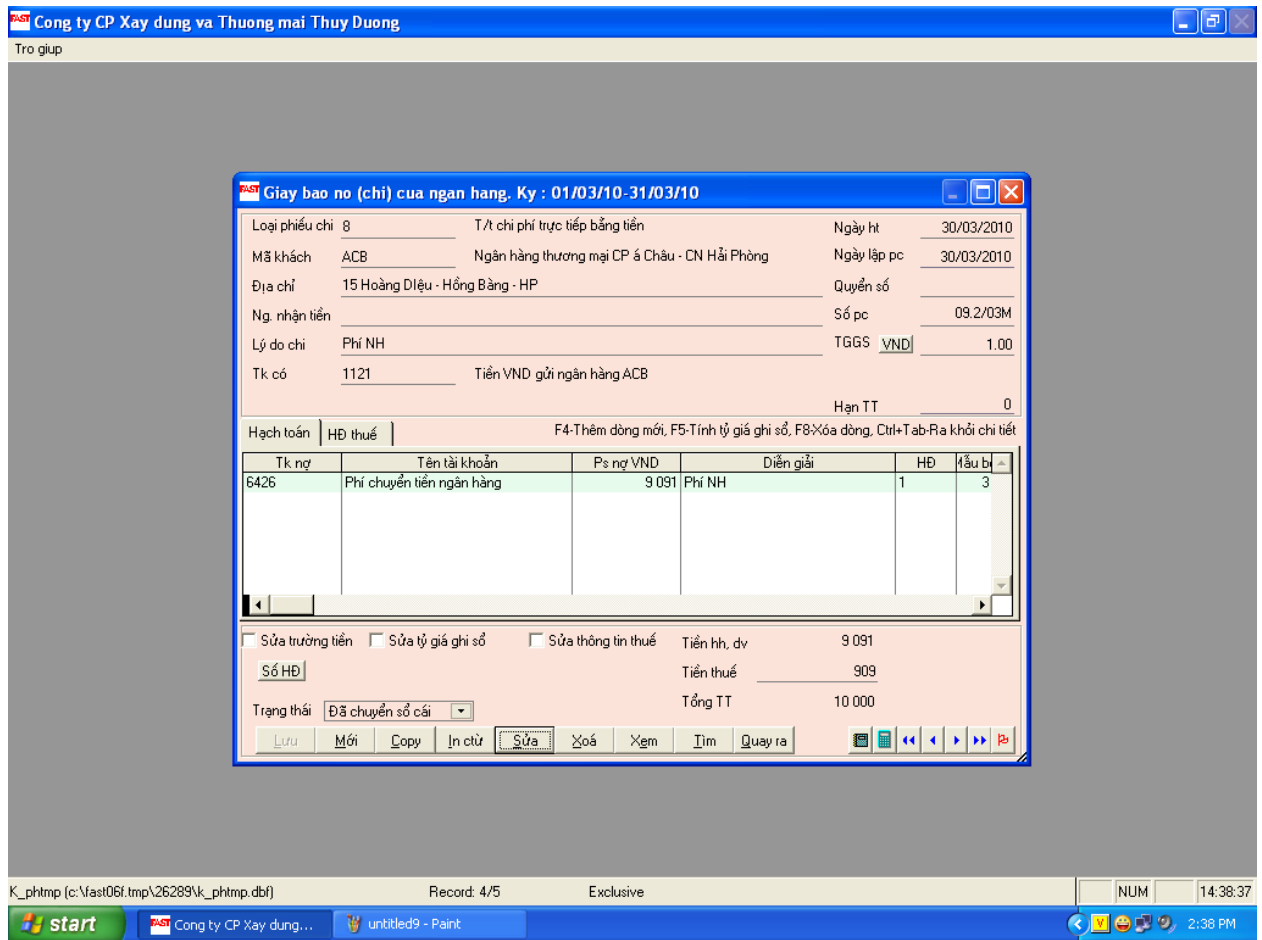 FAST Cong ty CP Xay dung va Thuong mai Thuy Duong
Tro giup
FAST Giay bao no (chi) cua ngan hang. Ky : 01/03/10-31/03/10
Loại phiếu chi 8 T/t chi phí trực tiếp bằng tiền Ngày ht 30/03/2010
Mã khách ACB Ngân hàng thương mại CP á Châu - CN Hải Phòng Ngày lập pc 30/03/2010
Địa chỉ 15 Hoàng DIệu - Hồng Bàng - HP Quyển số
Ng. nhận tiền Số pc 09.2/03M
Lý do chi Phí NH TGGS VND 1.00
Tk có 1121 Tiền VND gửi ngân hàng ACB
Hạn TT 0
Hạch toán HĐ thuế F4-Thêm dòng mới, F5-Tính tỷ giá ghi sổ, F8-Xóa dòng, Ctrl+Tab-Ra khỏi chi tiết
Tk nợ Tên tài khoản Ps nợ VND Diễn giải HĐ
6426 Phí chuyển tiền ngân hàng 9 091 Phí NH 1 3
Sửa trường tiền Sửa tỷ giá ghi sổ Sửa thông tin thuế Tiền hh, dv 9 091
Số HĐ Tiền thuế 909
Trạng thái Đã chuyển sổ cái Tổng TT 10 000
Lưu Mới Copy In ctừ Sửa Xoá Xem Tìm Quay ra
K_phtmp (c:\fast06f.tmp\26289\k_phtmp.dbf) Record: 4/5 Exclusive NUM 14:38:37
start FAST Cong ty CP Xay dung... untitled9 - Paint V 2:38 PM